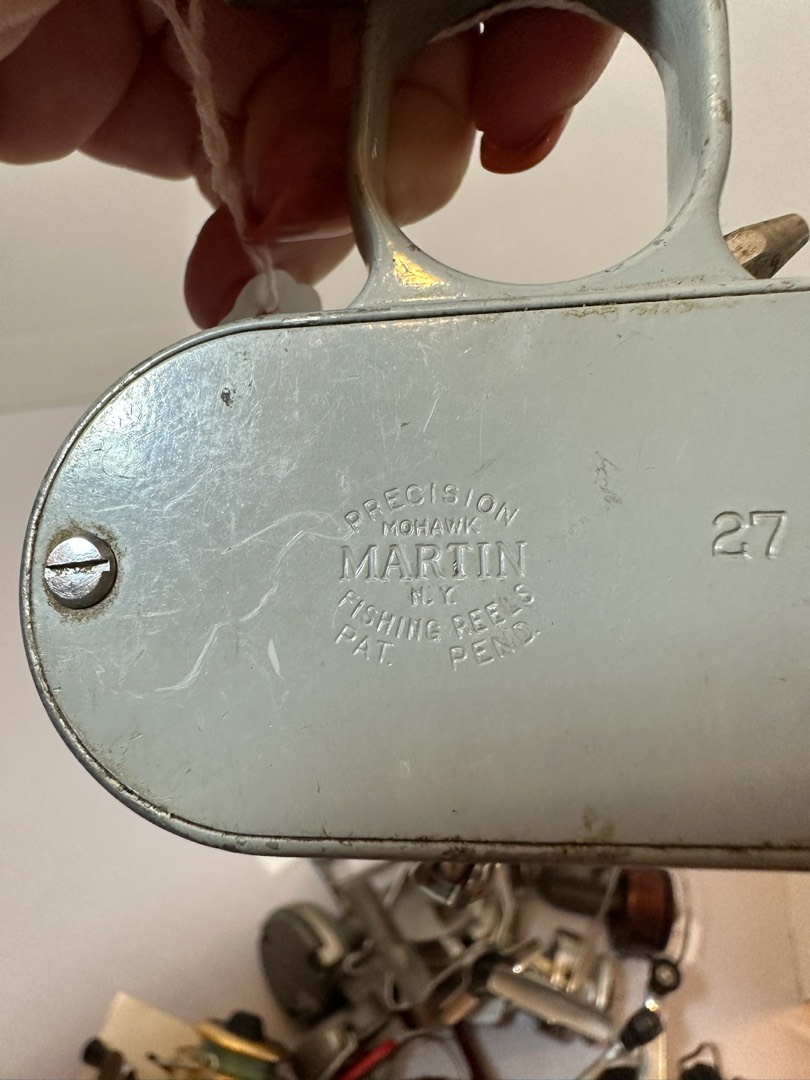 PRECISION
MOHAWK
MARTIN
N.Y.
FISHING REELS
PAT. PEND.
27